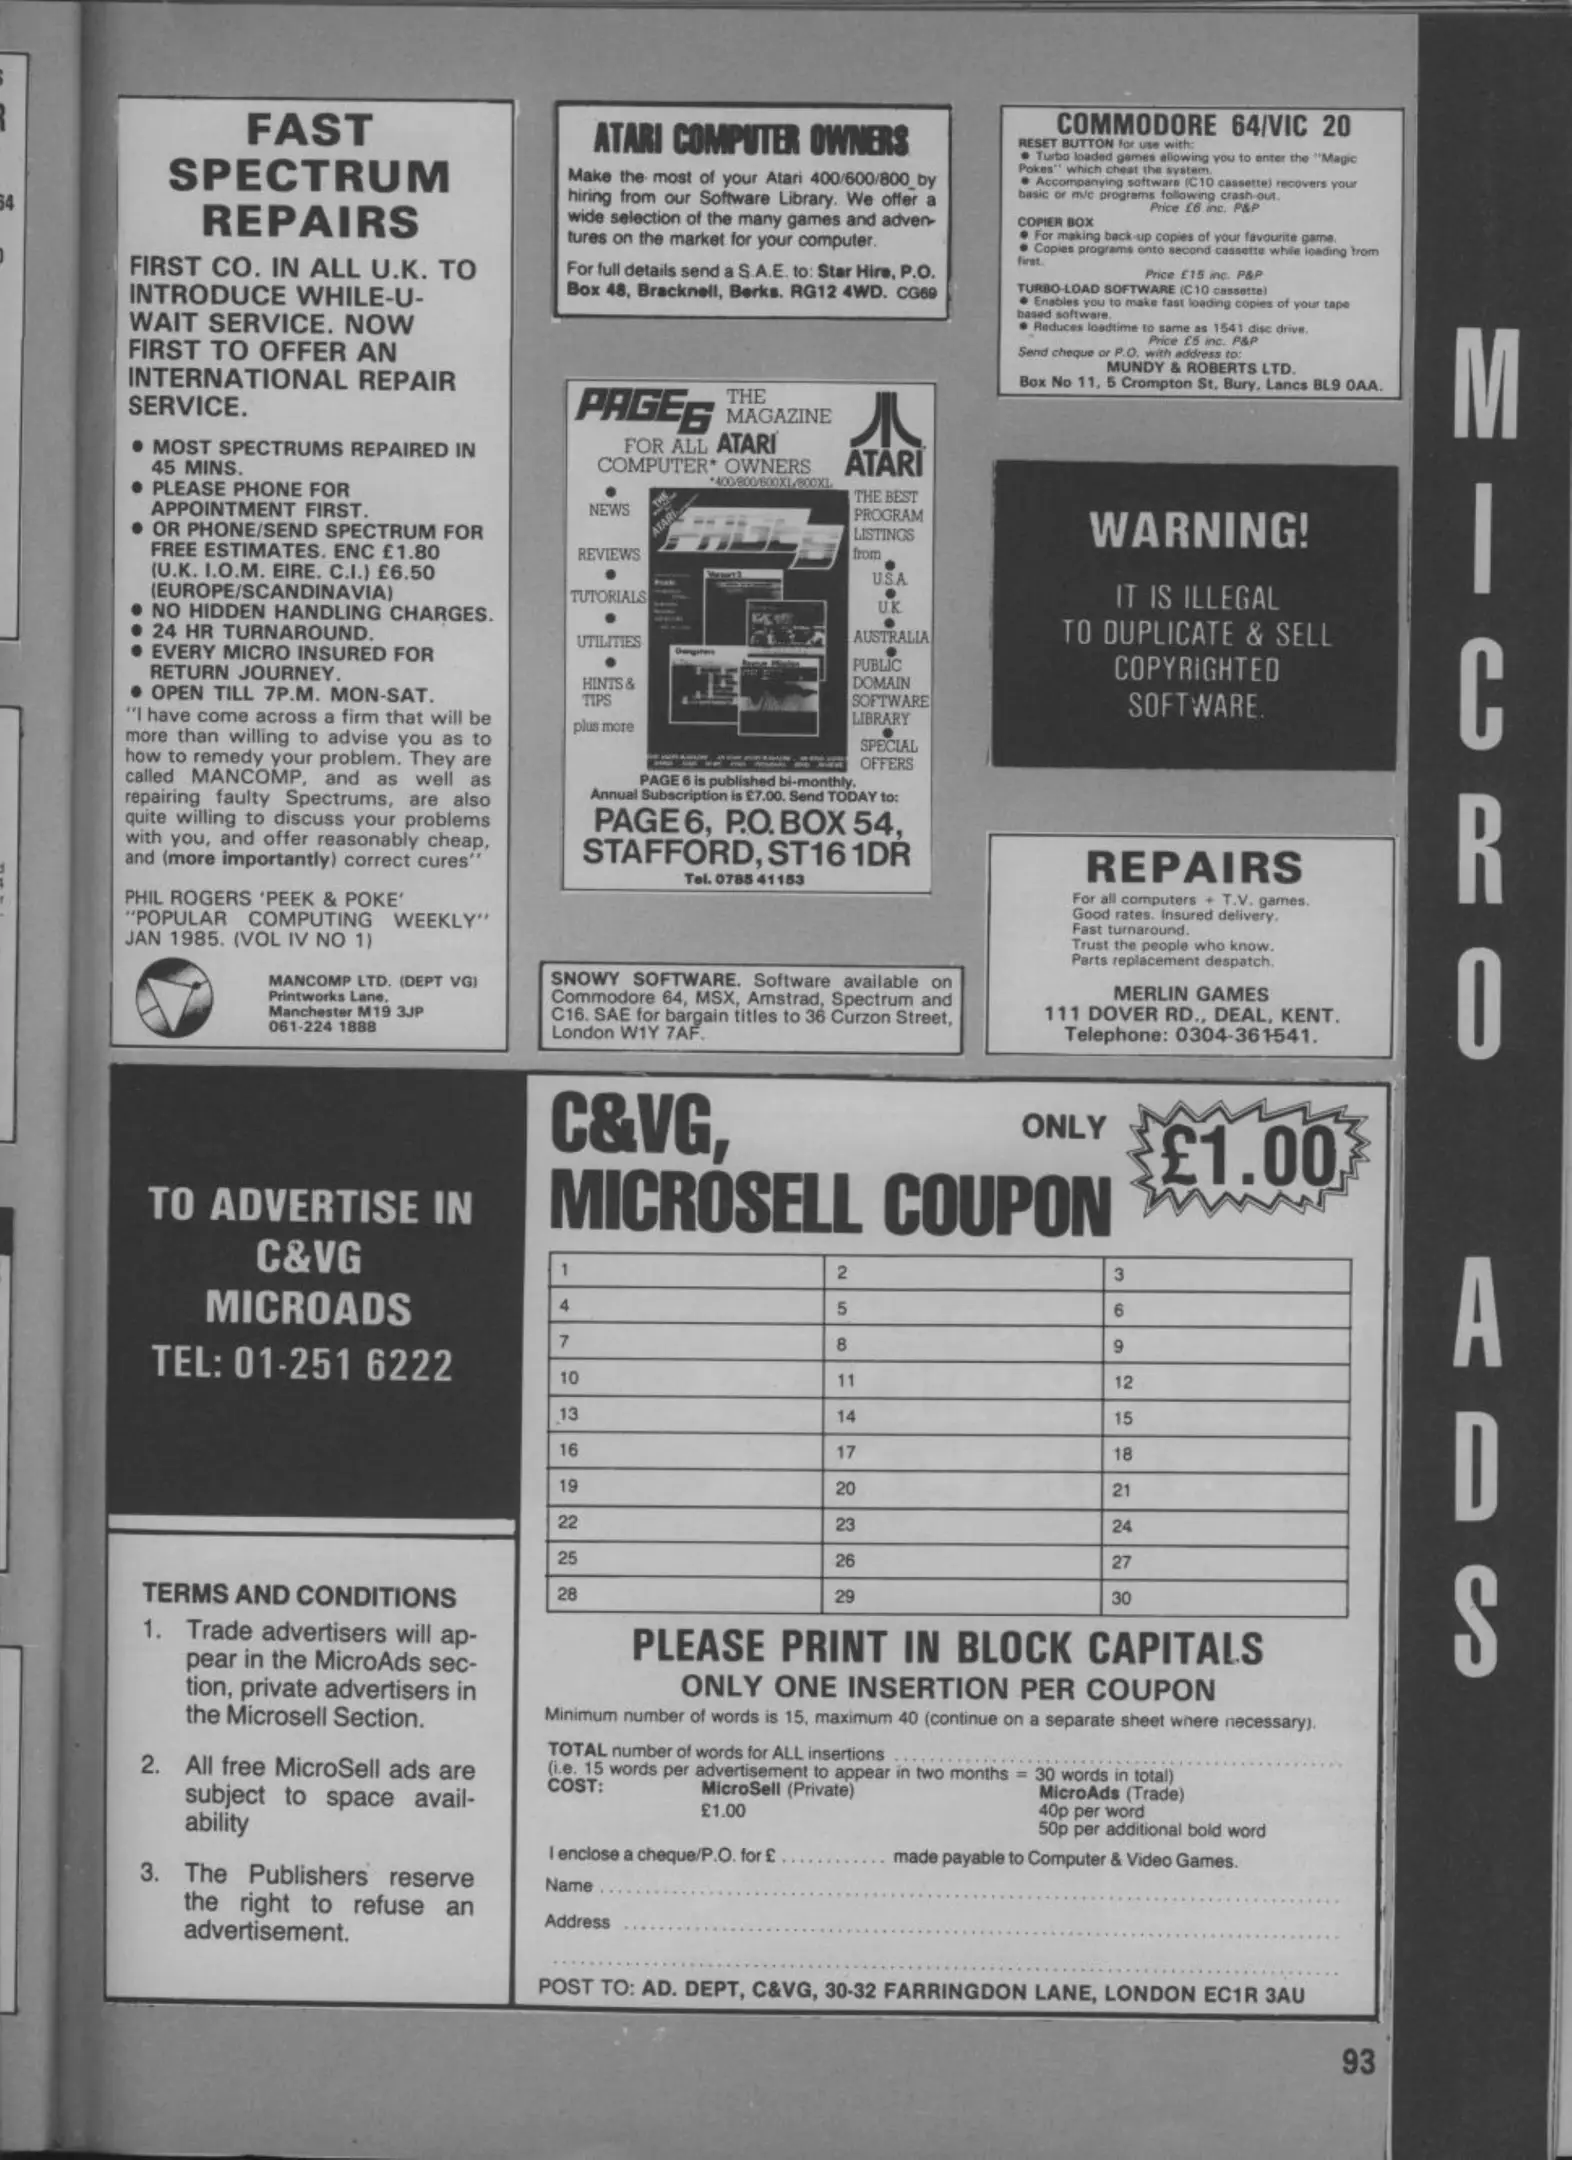 FAST
SPECTRUM
REPAIRS
FIRST CO. IN ALL U.K. TO
INTRODUCE WHILE-U-
WAIT SERVICE. NOW
FIRST TO OFFER AN
INTERNATIONAL REPAIR
SERVICE.
● MOST SPECTRUMS REPAIRED IN
45 MINS.
● PLEASE PHONE FOR
APPOINTMENT FIRST.
● OR PHONE/SEND SPECTRUM FOR
FREE ESTIMATES. ENC £1.80
(U.K. I.O.M. EIRE. C.I.) £6.50
(EUROPE/SCANDINAVIA)
● NO HIDDEN HANDLING CHARGES.
● 24 HR TURNAROUND.
● EVERY MICRO INSURED FOR
RETURN JOURNEY.
● OPEN TILL 7P.M. MON-SAT.
"I have come across a firm that will be
more than willing to advise you as to
how to remedy your problem. They are
called MANCOMP, and as well as
repairing faulty Spectrums, are also
quite willing to discuss your problems
with you, and offer reasonably cheap,
and (more importantly) correct cures"
PHIL ROGERS 'PEEK & POKE'
"POPULAR COMPUTING WEEKLY"
JAN 1985. (VOL IV NO 1)
MANCOMP LTD. (DEPT VG)
Printworks Lane,
Manchester M19 3JP
061-224 1888
ATARI COMPUTER OWNERS
Make the most of your Atari 400/600/800 by
hiring from our Software Library. We offer a
wide selection of the many games and adven-
tures on the market for your computer.
For full details send a S.A.E. to: Star Hire, P.O.
Box 48, Bracknell, Berks. RG12 4WD. CG69
PAGE 6 THE
MAGAZINE
FOR ALL ATARI
COMPUTER* OWNERS
*400/800/600XL/800XL
ATARI
● NEWS
REVIEWS
●
TUTORIALS
●
UTILITIES
●
HINTS &
TIPS
plus more
THE
ATARI
PAGE 6
THE BEST
PROGRAM
LISTINGS
from
●
U.S.A.
●
U.K.
●
AUSTRALIA
●
PUBLIC
DOMAIN
SOFTWARE
LIBRARY
●
SPECIAL
OFFERS
PAGE 6 is published bi-monthly.
Annual Subscription is £7.00. Send TODAY to:
PAGE 6, P.O. BOX 54,
STAFFORD, ST16 1DR
Tel. 0785 41153
SNOWY SOFTWARE. Software available on
Commodore 64, MSX, Amstrad, Spectrum and
C16. SAE for bargain titles to 36 Curzon Street,
London W1Y 7AF.
COMMODORE 64/VIC 20
RESET BUTTON for use with:
● Turbo loaded games allowing you to enter the "Magic
Pokes" which cheat the system.
● Accompanying software (C10 cassette) recovers your
basic or m/c programs following crash-out.
Price £6 inc. P&P
COPIER BOX
● For making back-up copies of your favourite game.
● Copies programs onto second cassette while loading from
first.
Price £15 inc. P&P
TURBO-LOAD SOFTWARE (C10 cassette)
● Enables you to make fast loading copies of your tape
based software.
● Reduces loadtime to same as 1541 disc drive.
Price £5 inc. P&P
Send cheque or P.O. with address to:
MUNDY & ROBERTS LTD.
Box No 11, 5 Crompton St, Bury, Lancs BL9 0AA.
WARNING!
IT IS ILLEGAL
TO DUPLICATE & SELL
COPYRIGHTED
SOFTWARE.
REPAIRS
For all computers + T.V. games.
Good rates. Insured delivery.
Fast turnaround.
Trust the people who know.
Parts replacement despatch.
MERLIN GAMES
111 DOVER RD., DEAL, KENT.
Telephone: 0304-361541.
MICRO ADS
TO ADVERTISE IN
C&VG
MICROADS
TEL: 01-251 6222
TERMS AND CONDITIONS
1. Trade advertisers will ap-
pear in the MicroAds sec-
tion, private advertisers in
the Microsell Section.
2. All free MicroSell ads are
subject to space avail-
ability
3. The Publishers reserve
the right to refuse an
advertisement.
C&VG,
MICROSELL COUPON
ONLY £1.00
1 2 3
4 5 6
7 8 9
10 11 12
13 14 15
16 17 18
19 20 21
22 23 24
25 26 27
28 29 30
PLEASE PRINT IN BLOCK CAPITALS
ONLY ONE INSERTION PER COUPON
Minimum number of words is 15, maximum 40 (continue on a separate sheet where necessary).
TOTAL number of words for ALL insertions ..........
(i.e. 15 words per advertisement to appear in two months = 30 words in total)
COST: MicroSell (Private) MicroAds (Trade)
£1.00 40p per word
50p per additional bold word
I enclose a cheque/P.O. for £ ............ made payable to Computer & Video Games.
Name ..........
Address ..........
POST TO: AD. DEPT, C&VG, 30-32 FARRINGDON LANE, LONDON EC1R 3AU
93